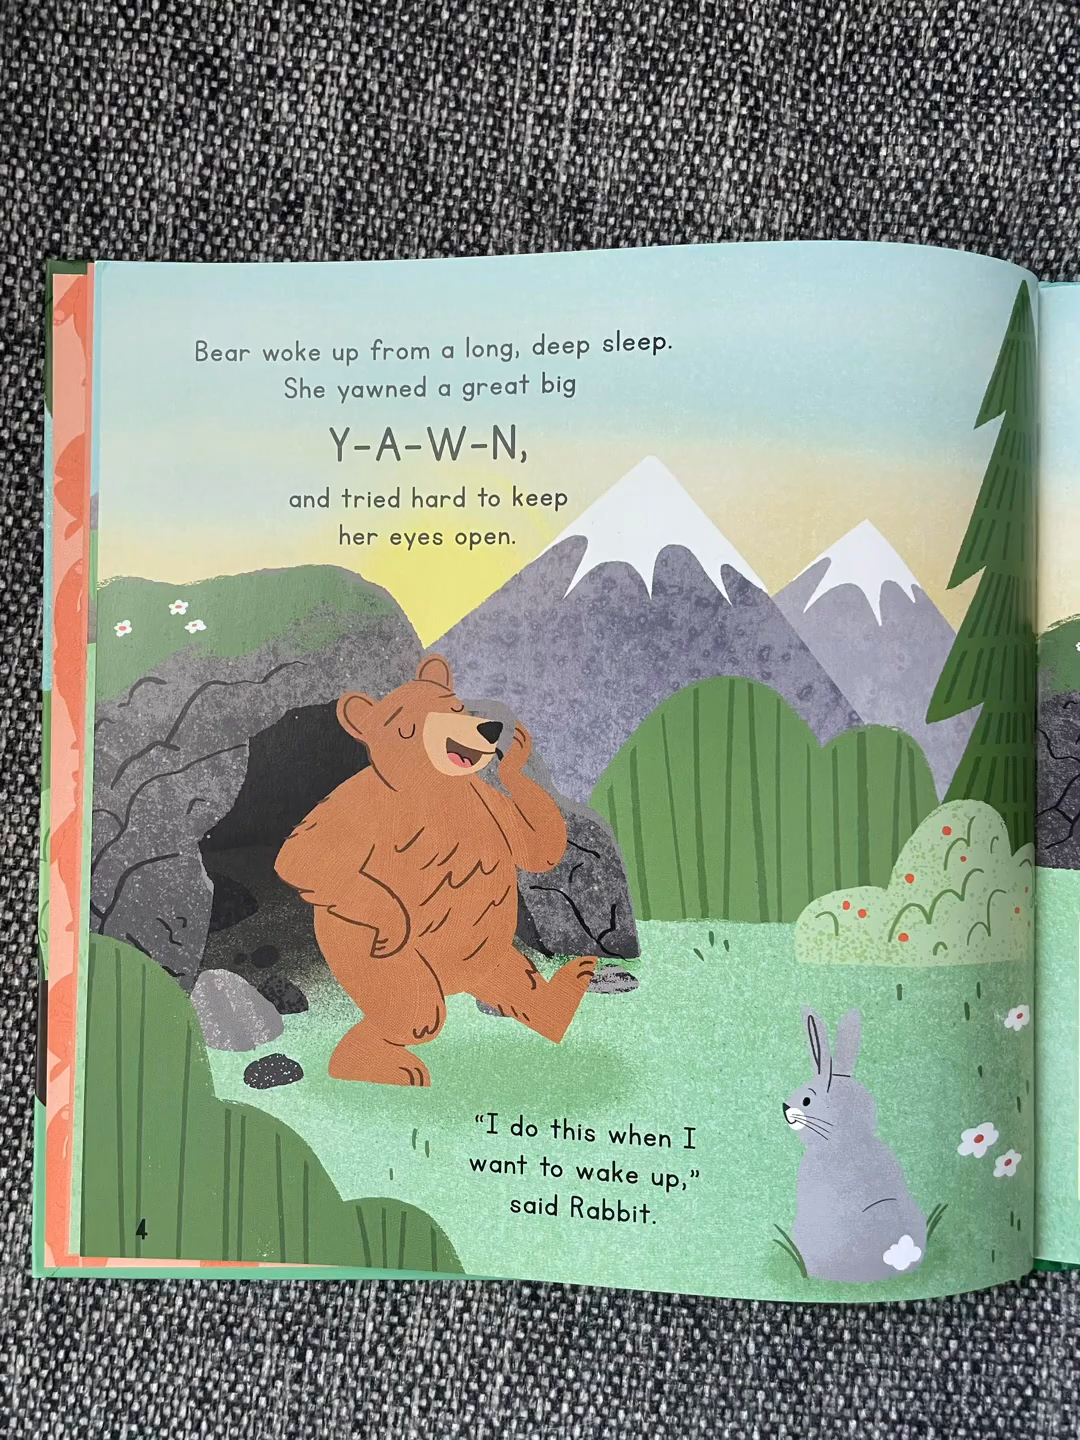 Bear woke up from a long, deep sleep.
She yawned a great big
Y-A-W-N,
and tried hard to keep
her eyes open.
“I do this when I
want to wake up,”
said Rabbit.
4